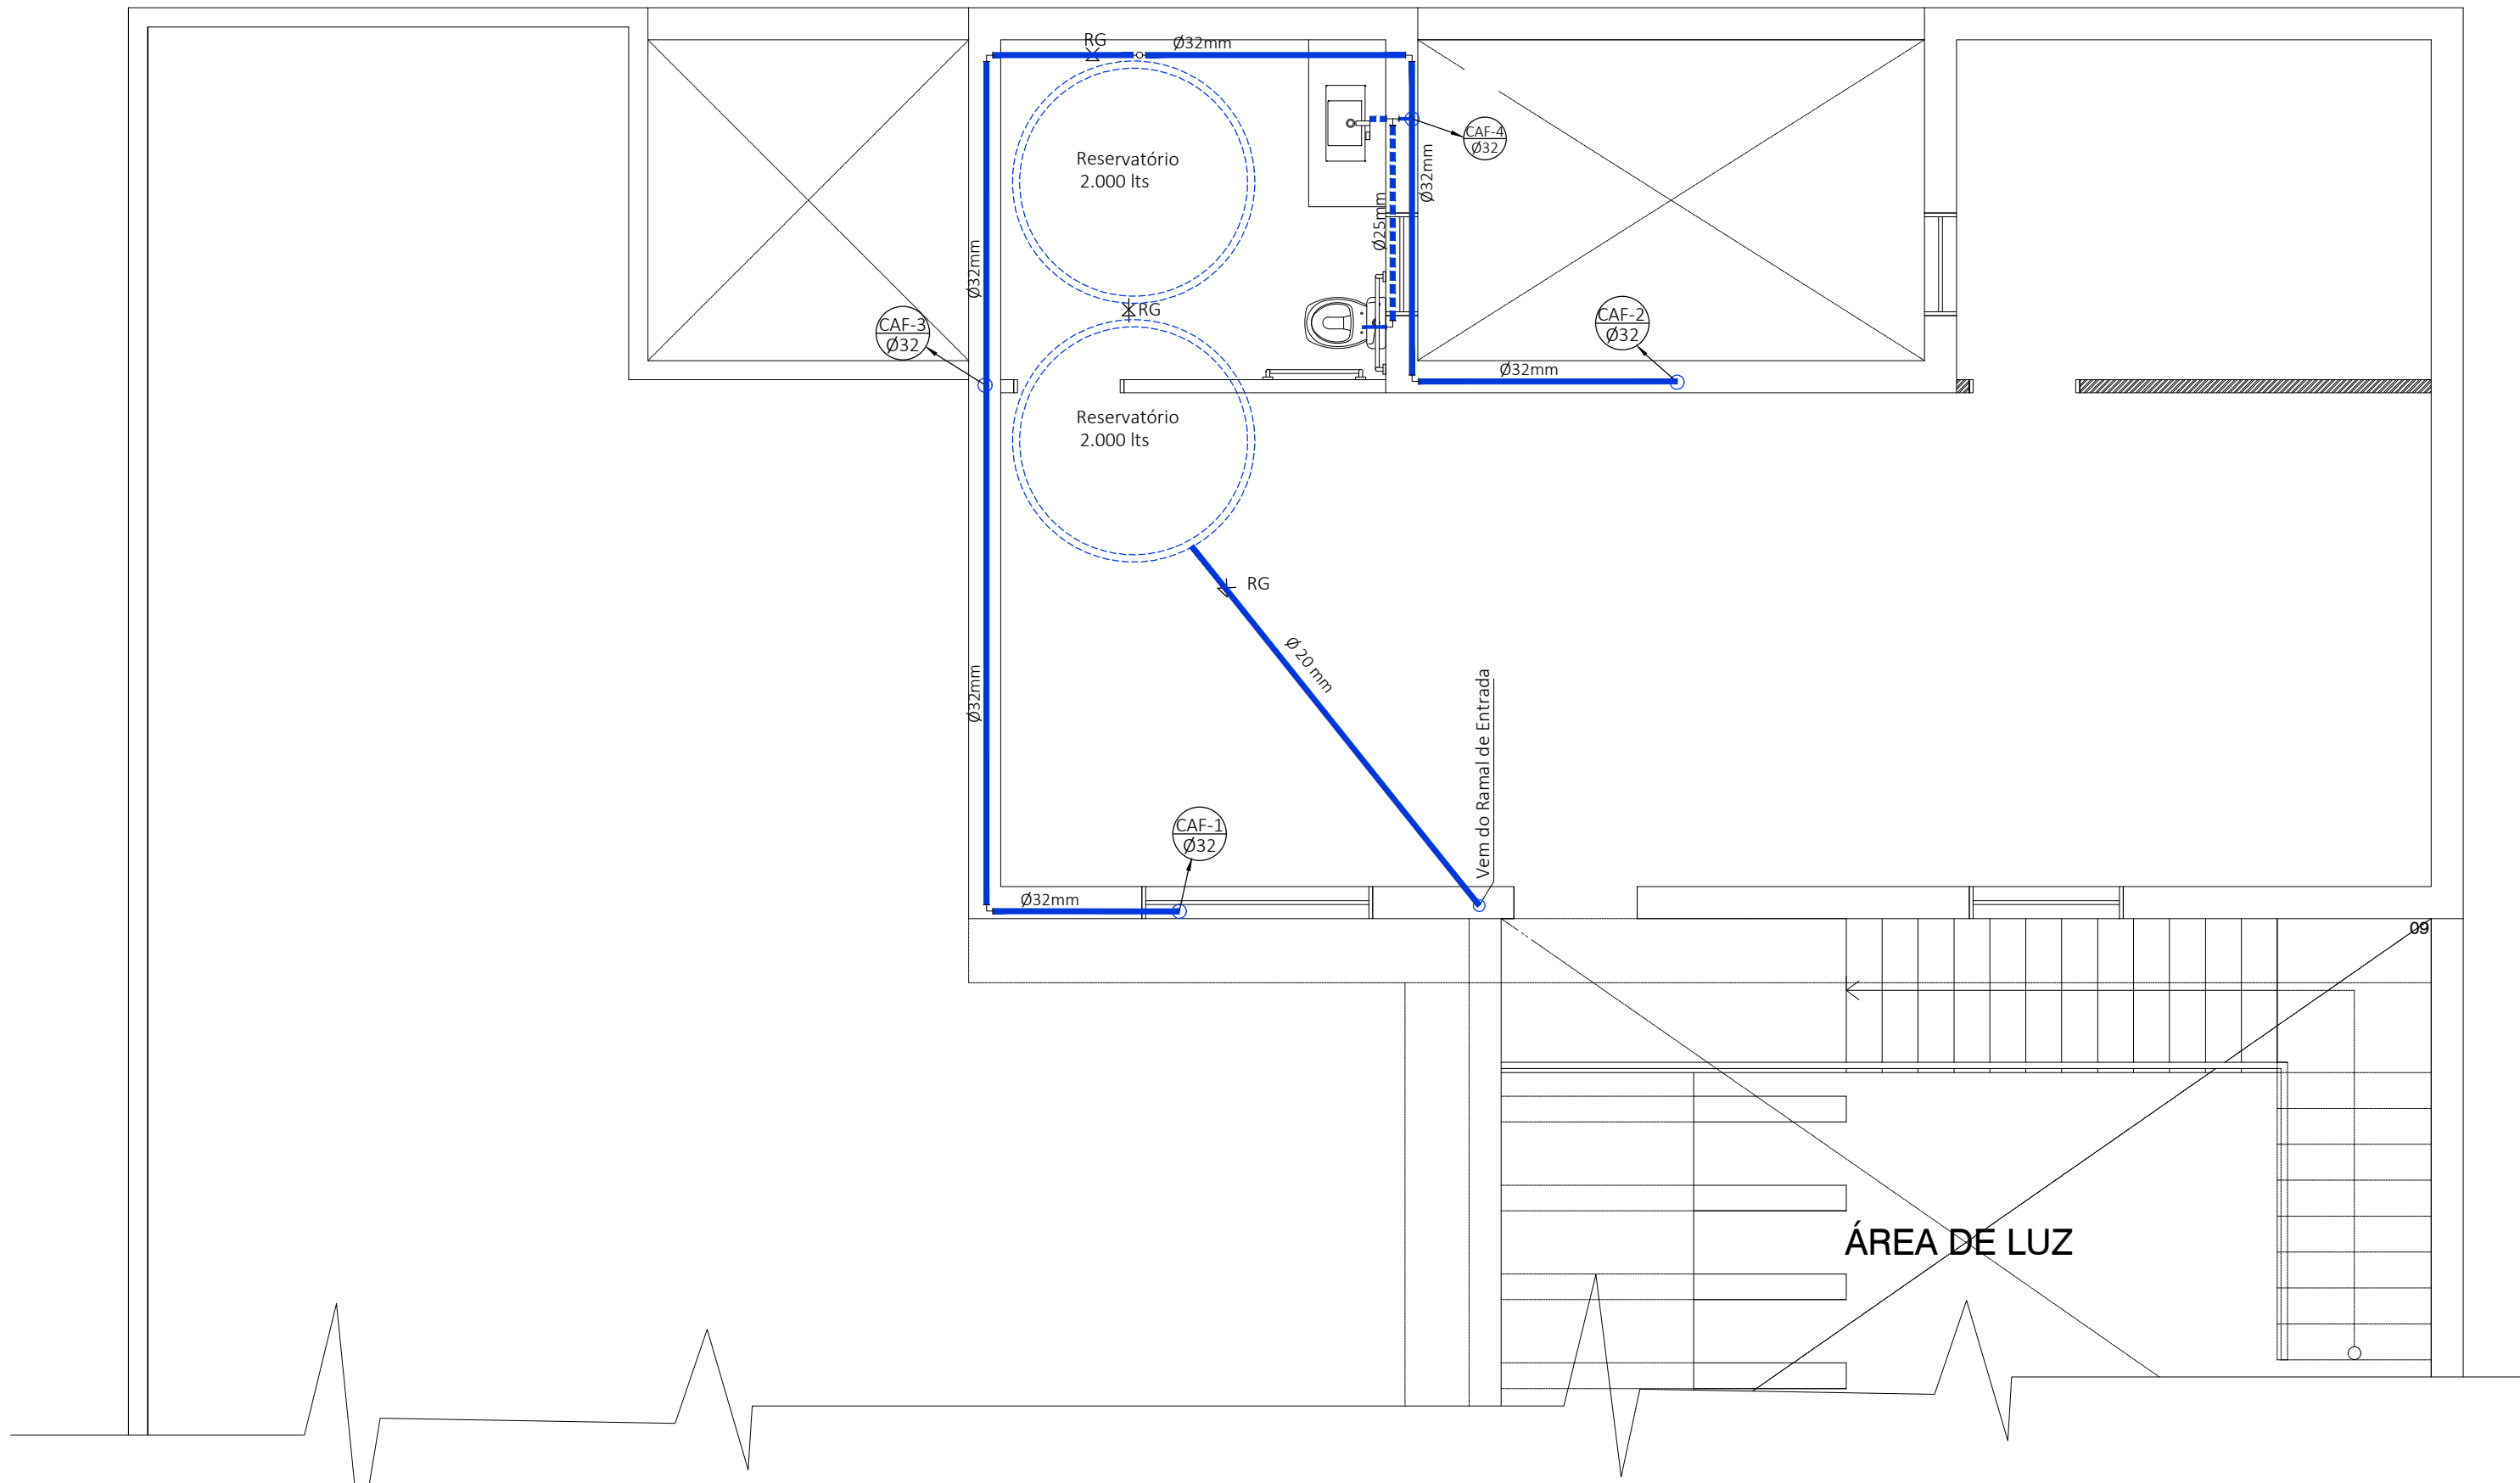 RG
Ø32mm
CAF-4
Ø32
Reservatório
2.000 lts
Ø32mm
Ø25mm
Ø32mm
RG
CAF-3
Ø32
CAF-2
Ø32
Ø32mm
Reservatório
2.000 lts
RG
Ø 20 mm
Ø32mm
Vem do Ramal de Entrada
CAF-1
Ø32
Ø32mm
09
ÁREA DE LUZ